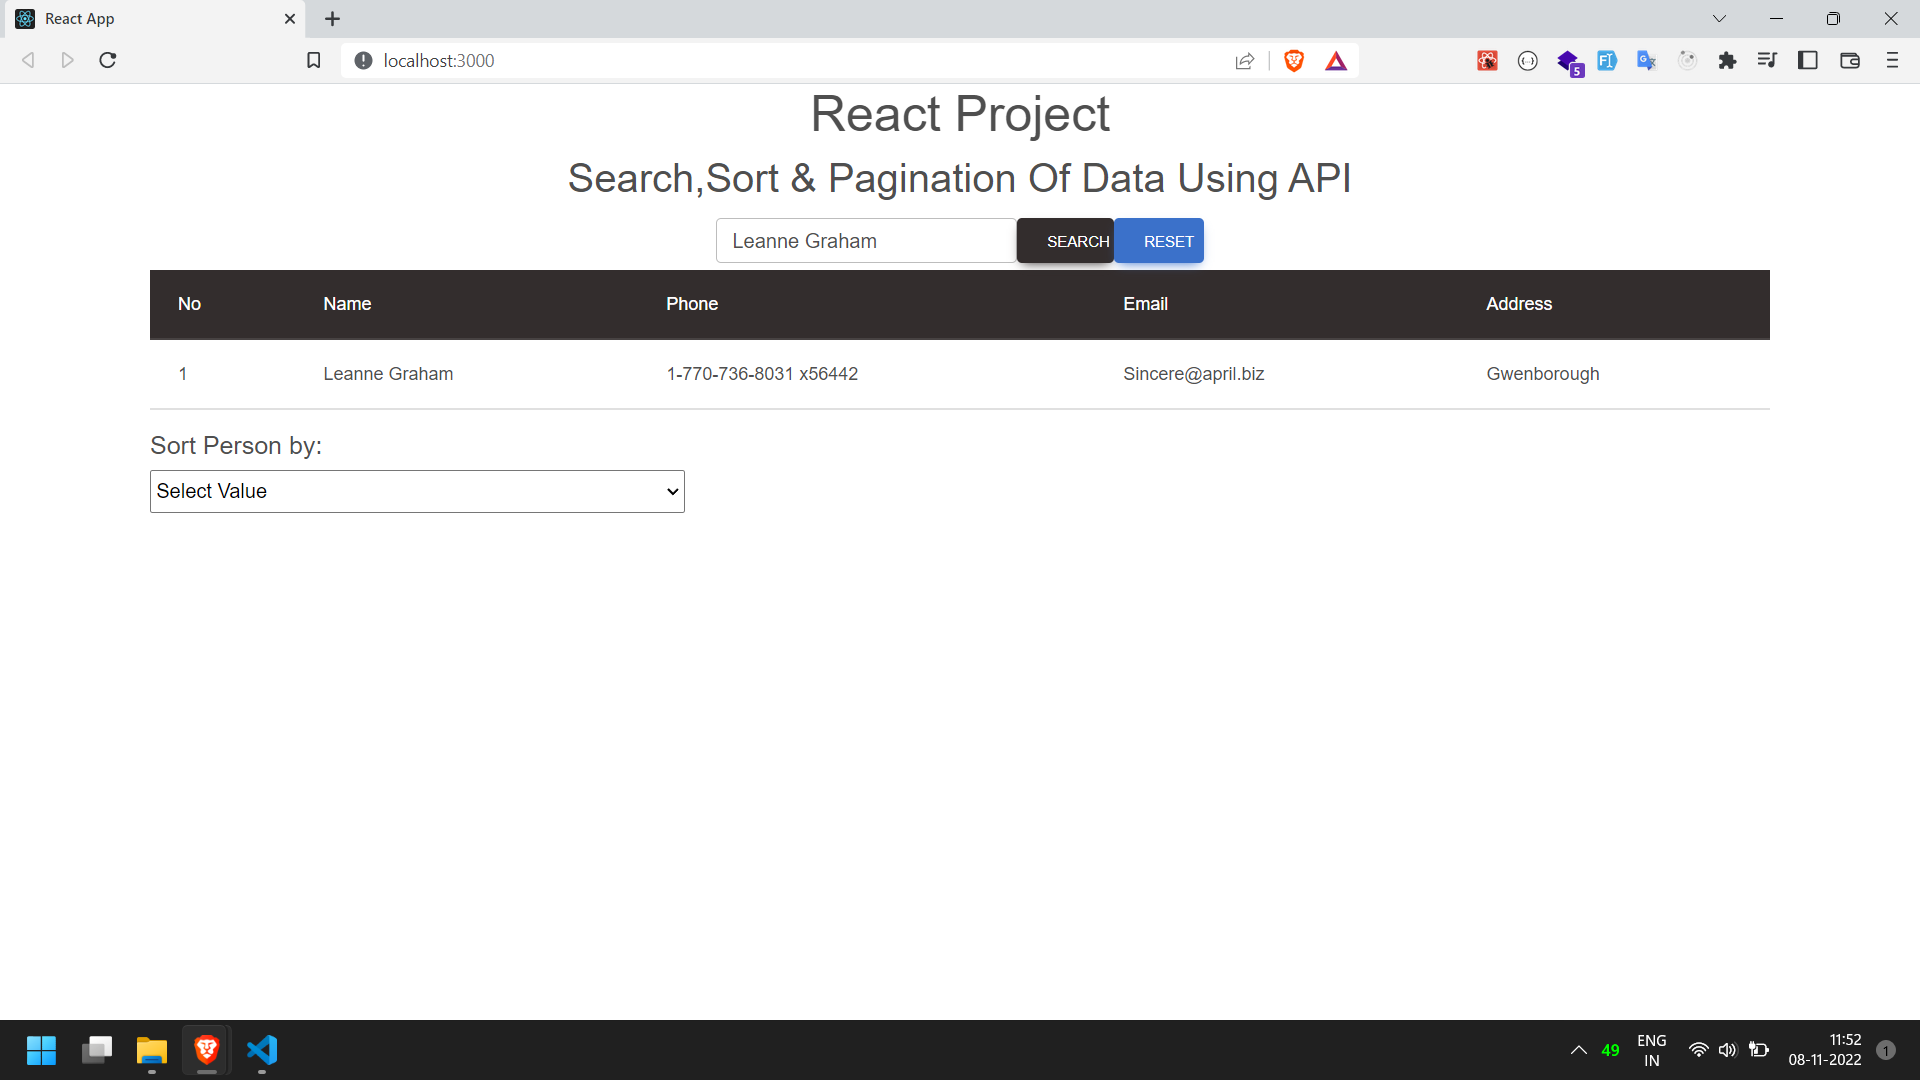 React App
localhost:3000
5
React Project
Search,Sort & Pagination Of Data Using API
Leanne Graham SEARCH RESET
No Name Phone Email Address
1 Leanne Graham 1-770-736-8031 x56442 Sincere@april.biz Gwenborough
Sort Person by:
Select Value
49
ENG
IN
11:52
08-11-2022
1